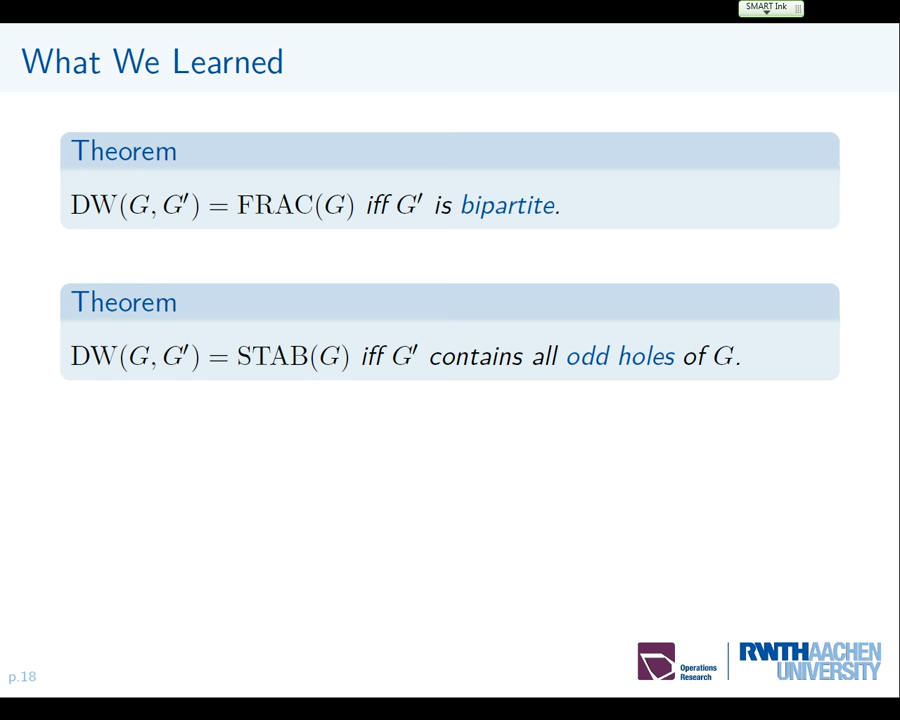 SMART Ink
What We Learned
Theorem
DW(G, G′) = FRAC(G) iff G′ is bipartite.
Theorem
DW(G, G′) = STAB(G) iff G′ contains all odd holes of G.
Operations
Research
RWTHAACHEN
UNIVERSITY
p.18